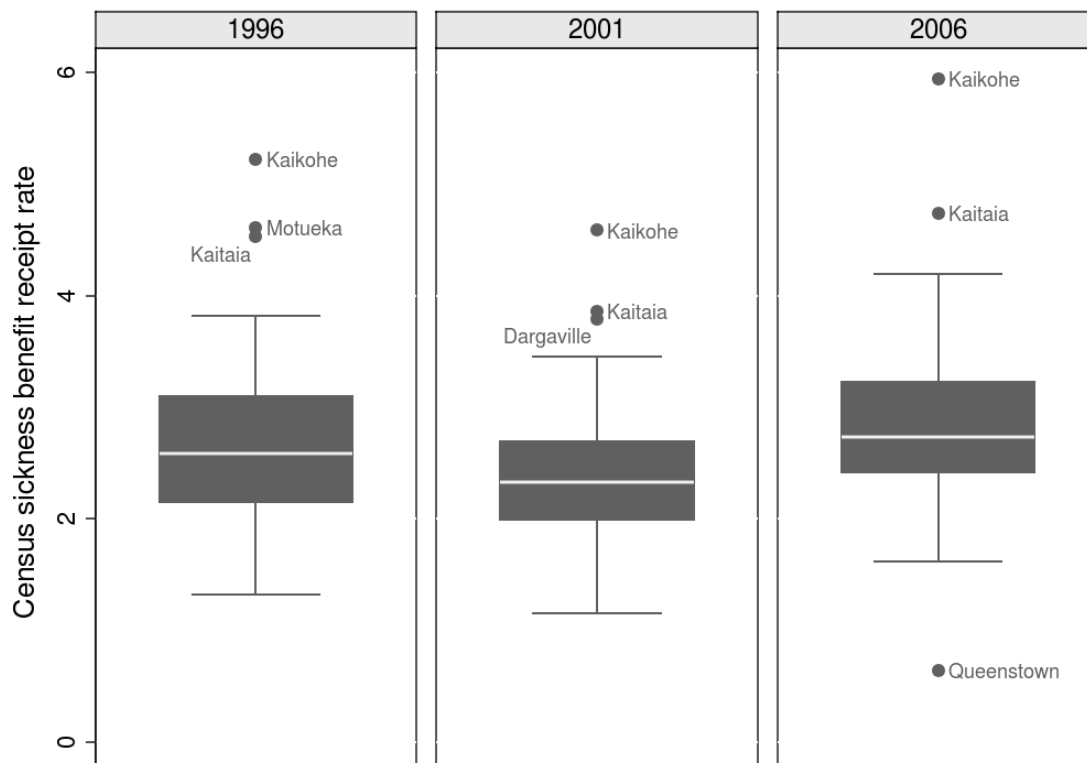 1996
2001
2006
Census sickness benefit receipt rate
6
4
2
0
Kaikohe
Motueka
Kaitaia
Kaikohe
Kaitaia
Dargaville
Kaikohe
Kaitaia
Queenstown